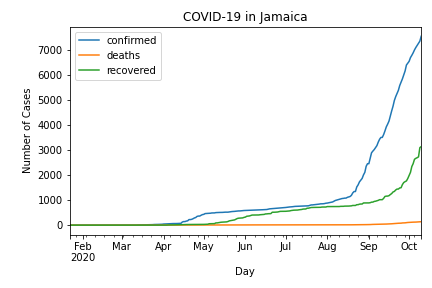 COVID-19 in Jamaica
confirmed
deaths
recovered
Number of Cases
7000
6000
5000
4000
3000
2000
1000
0
Feb Mar Apr May Jun Jul Aug Sep Oct
2020
Day